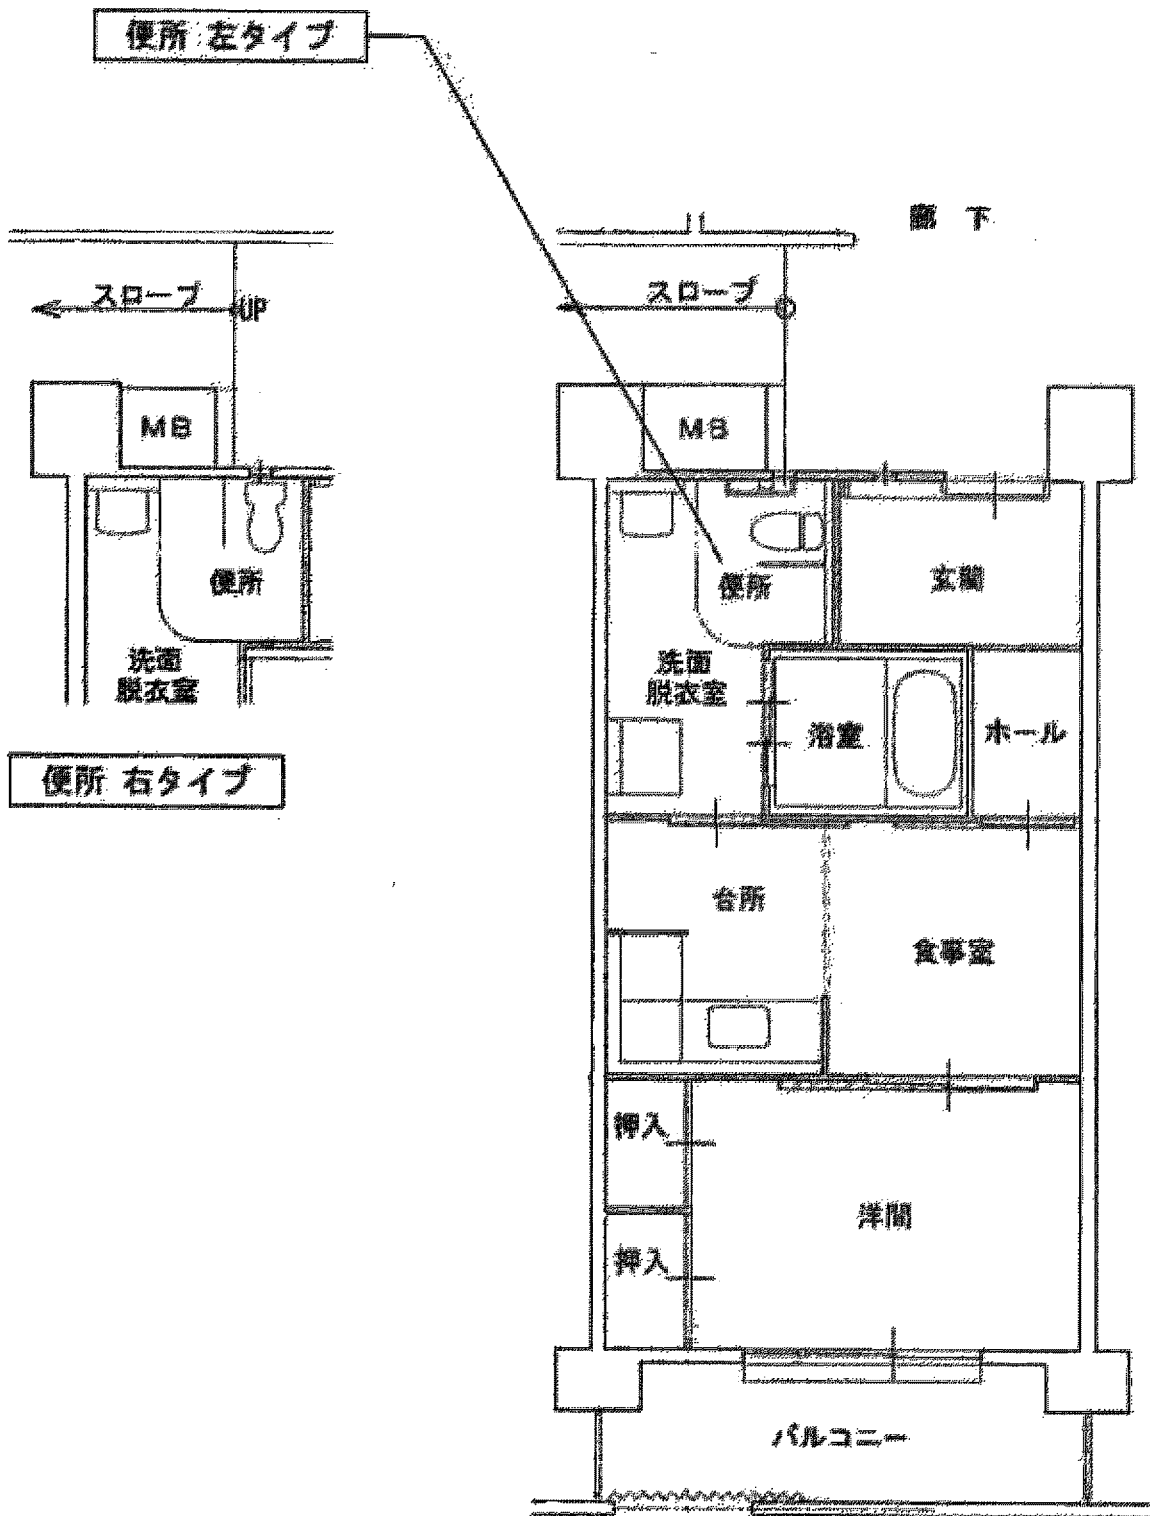 便所 左タイプ
廊 下
スロープ
UP
スロープ
MB
MB
便所
玄関
便所
洗面
脱衣室
洗面
脱衣室
浴室
ホール
便所 右タイプ
台所
食事室
押入
洋間
押入
バルコニー